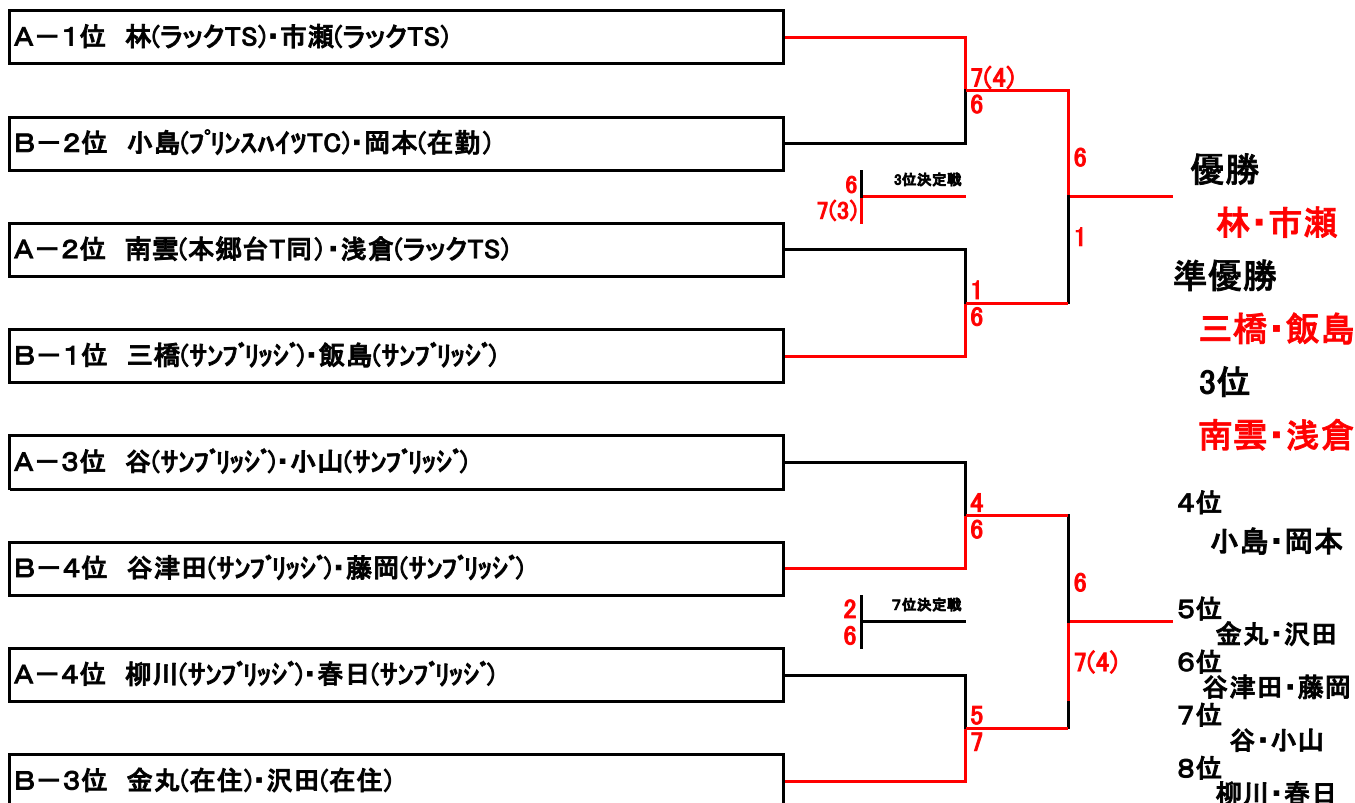 A－1位 林(ラックTS)・市瀬(ラックTS)
7(4)
6
B－2位 小島(ﾌﾟﾘﾝｽﾊｲﾂTC)・岡本(在勤)
6
7(3)
3位決定戦
6
1
優勝
林・市瀬
A－2位 南雲(本郷台T同)・浅倉(ラックTS)
準優勝
1
6
三橋・飯島
B－1位 三橋(ｻﾝﾌﾞﾘｯｼﾞ)・飯島(ｻﾝﾌﾞﾘｯｼﾞ)
3位
南雲・浅倉
A－3位 谷(ｻﾝﾌﾞﾘｯｼﾞ)・小山(ｻﾝﾌﾞﾘｯｼﾞ)
4
6
4位
小島・岡本
B－4位 谷津田(ｻﾝﾌﾞﾘｯｼﾞ)・藤岡(ｻﾝﾌﾞﾘｯｼﾞ)
2
6
7位決定戦
6
7(4)
5位
金丸・沢田
A－4位 柳川(ｻﾝﾌﾞﾘｯｼﾞ)・春日(ｻﾝﾌﾞﾘｯｼﾞ)
6位
谷津田・藤岡
5
7
7位
谷・小山
B－3位 金丸(在住)・沢田(在住)
8位
柳川・春日